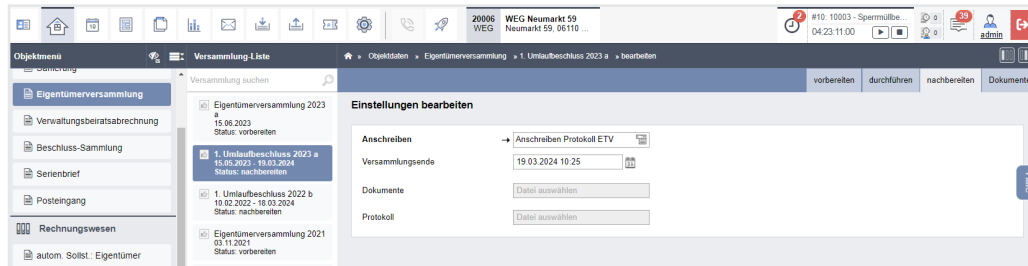 20006
WEG
WEG Neumarkt 59
Neumarkt 59, 06110 ...
2
#10: 10003 - Sperrmüllbe...
04:23:11:00
0
0
39
admin
Objektmenü
Versammlung-Liste
» Objektdaten » Eigentümerversammlung » 1. Umlaufbeschluss 2023 a » bearbeiten
Sanierung
Eigentümerversammlung
Verwaltungsbeiratsabrechnung
Beschluss-Sammlung
Serienbrief
Posteingang
Rechnungswesen
autom. Sollst.: Eigentümer
Versammlung suchen
Eigentümerversammlung 2023
a
15.06.2023
Status: vorbereiten
1. Umlaufbeschluss 2023 a
15.05.2023 - 19.03.2024
Status: nachbereiten
1. Umlaufbeschluss 2022 b
10.02.2022 - 18.03.2024
Status: nachbereiten
Eigentümerversammlung 2021
03.11.2021
Status: vorbereiten
vorbereiten durchführen nachbereiten Dokumente
Einstellungen bearbeiten
Anschreiben → Anschreiben Protokoll ETV
Versammlungsende 19.03.2024 10:25
Dokumente Datei auswählen
Protokoll Datei auswählen